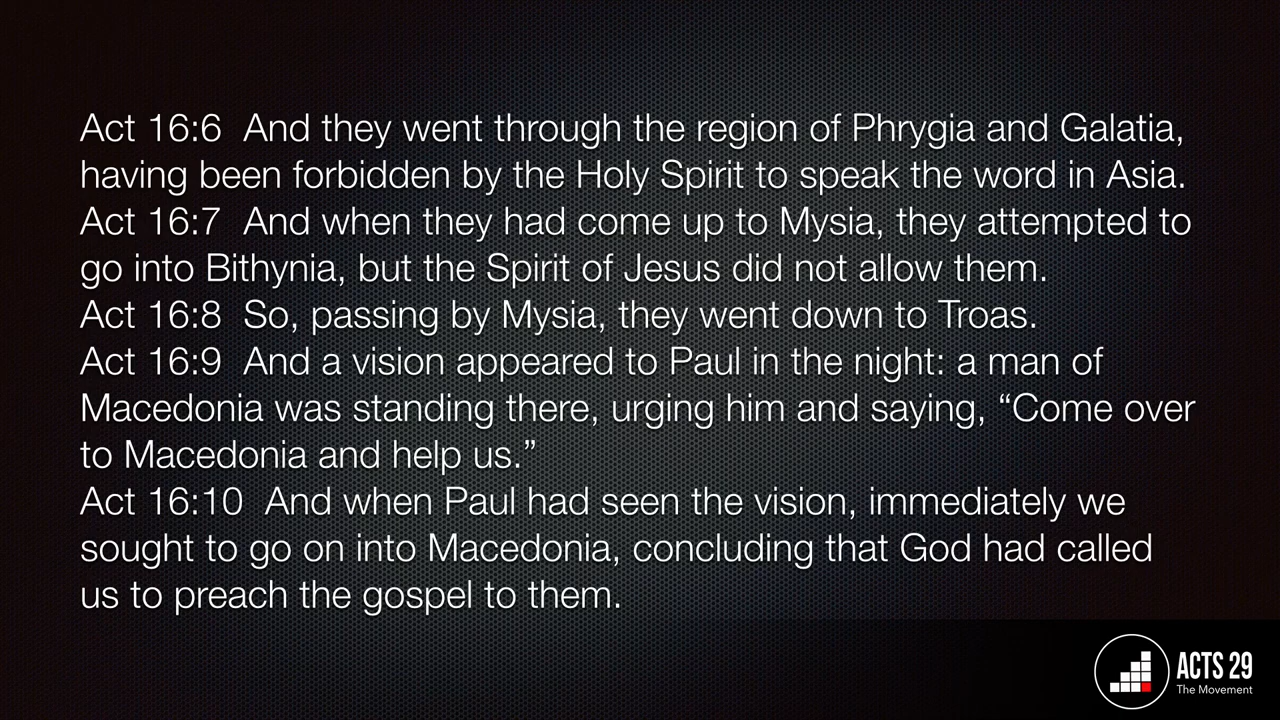 Act 16:6  And they went through the region of Phrygia and Galatia,
having been forbidden by the Holy Spirit to speak the word in Asia.
Act 16:7  And when they had come up to Mysia, they attempted to
go into Bithynia, but the Spirit of Jesus did not allow them.
Act 16:8  So, passing by Mysia, they went down to Troas.
Act 16:9  And a vision appeared to Paul in the night: a man of
Macedonia was standing there, urging him and saying, “Come over
to Macedonia and help us.”
Act 16:10  And when Paul had seen the vision, immediately we
sought to go on into Macedonia, concluding that God had called
us to preach the gospel to them.
ACTS 29
The Movement